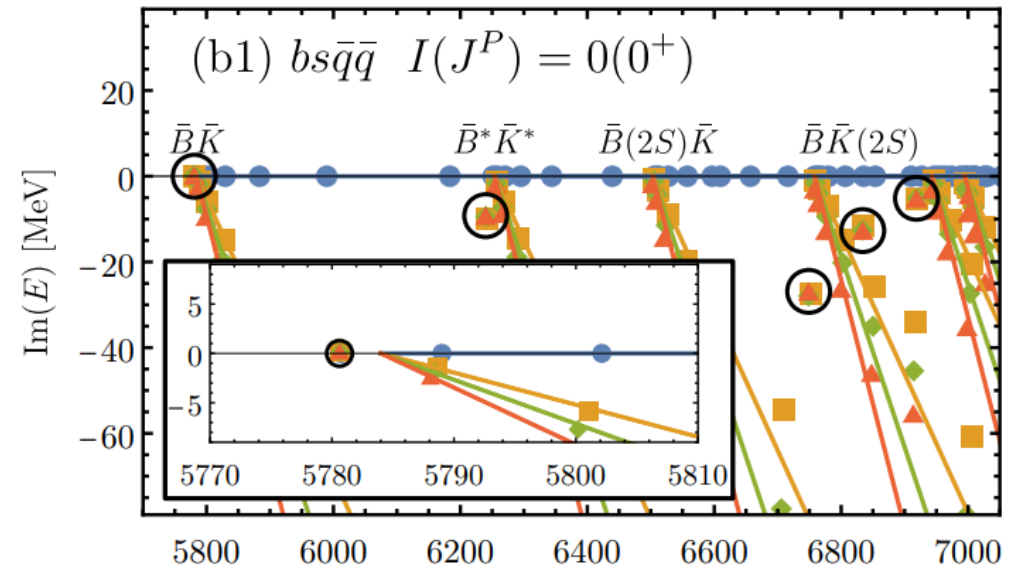 (b1) bsq̄q̄ I(J^P) = 0(0^+)
B̄K̄ B̄*K̄* B̄(2S)K̄ B̄K̄(2S)
Im(E) [MeV]
20
0
−20
−40
−60
5
0
−5
5770 5780 5790 5800 5810
5800 6000 6200 6400 6600 6800 7000